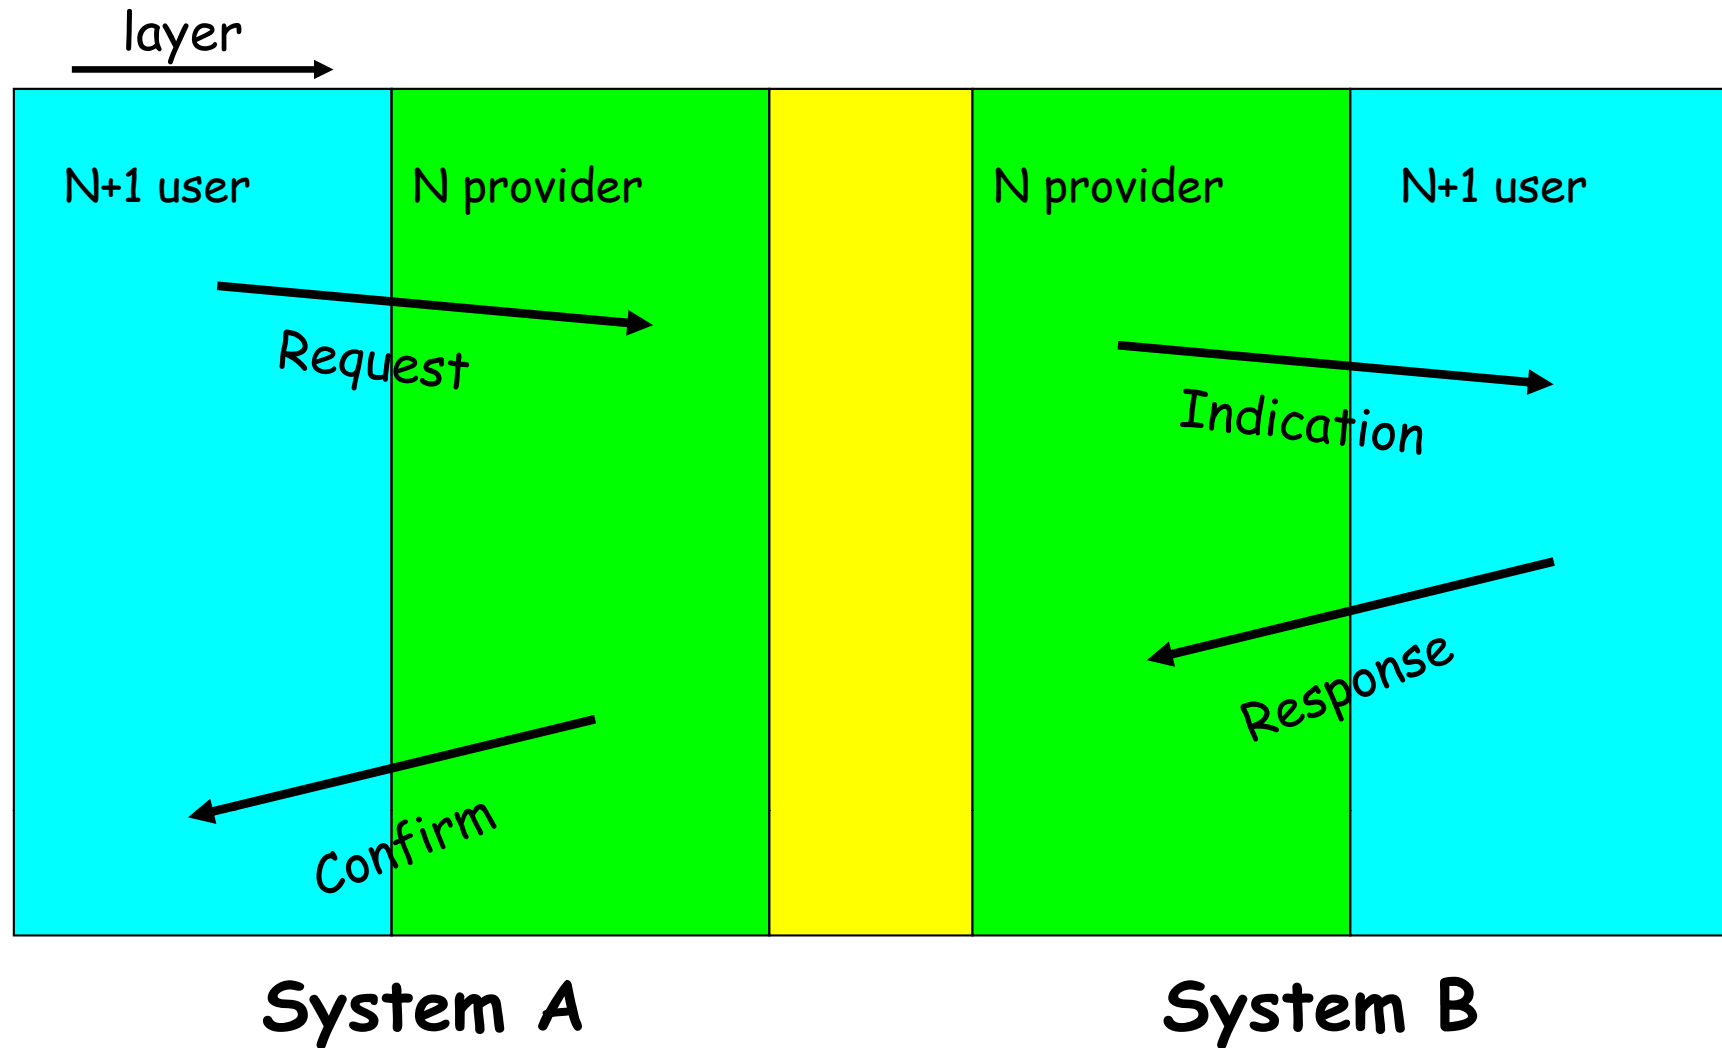 layer
N+1 user
N provider
N provider
N+1 user
Request
Indication
Response
Confirm
System A
System B